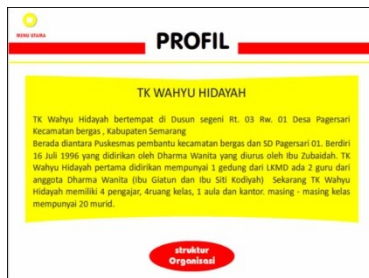 MENU UTAMA
PROFIL
TK WAHYU HIDAYAH
TK Wahyu Hidayah bertempat di Dusun segeni Rt. 03 Rw. 01 Desa Pagersari
Kecamatan bergas , Kabupaten Semarang
Berada diantara Puskesmas pembantu kecamatan bergas dan SD Pagersari 01. Berdiri
16 Juli 1996 yang didirikan oleh Dharma Wanita yang diurus oleh Ibu Zubaidah. TK
Wahyu Hidayah pertama didirikan mempunyai 1 gedung dari LKMD ada 2 guru dari
anggota Dharma Wanita (Ibu Giatun dan Ibu Siti Kodiyah) Sekarang TK Wahyu
Hidayah memiliki 4 pengajar, 4ruang kelas, 1 aula dan kantor. masing - masing kelas
mempunyai 20 murid.
struktur
Organisasi